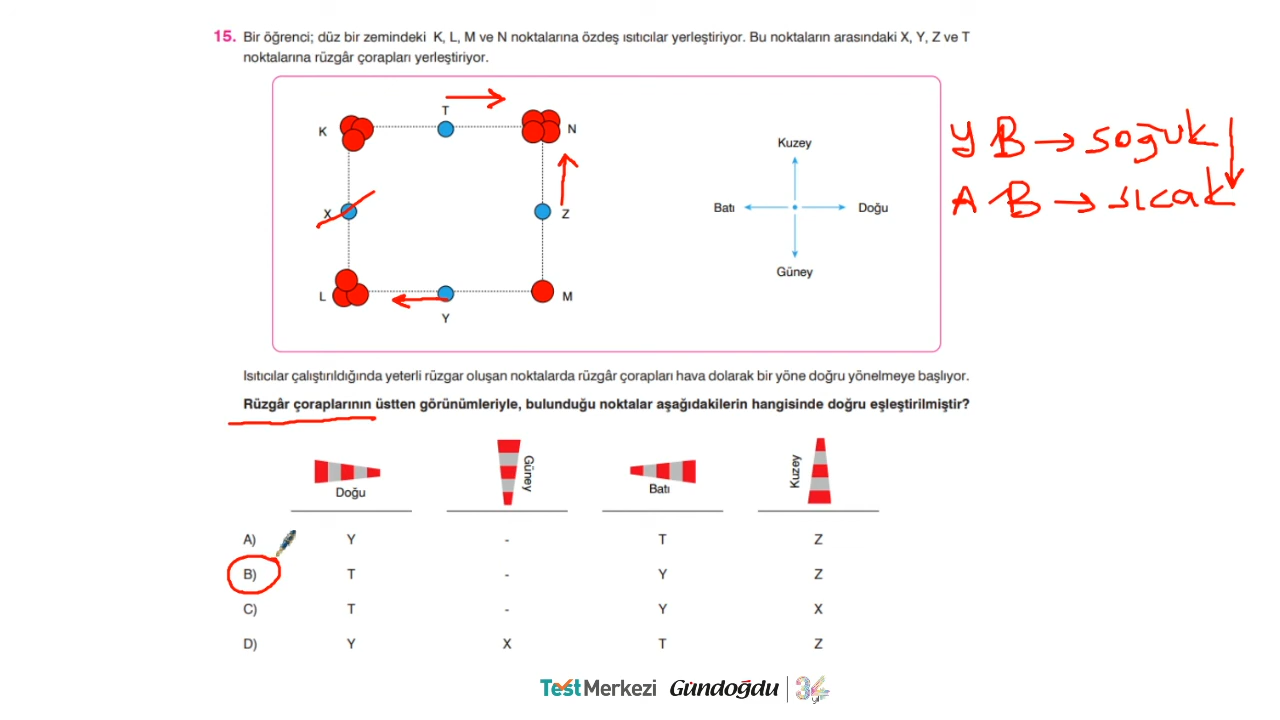 15. Bir öğrenci; düz bir zemindeki K, L, M ve N noktalarına özdeş ısıtıcılar yerleştiriyor. Bu noktaların arasındaki X, Y, Z ve T
noktalarına rüzgâr çorapları yerleştiriyor.
T
K
N
X
Z
L
M
Y
Kuzey
Batı
Doğu
Güney
Y B → soğuk
A B → sıcak
Isıtıcılar çalıştırıldığında yeterli rüzgar oluşan noktalarda rüzgâr çorapları hava dolarak bir yöne doğru yönelmeye başlıyor.
Rüzgâr çoraplarının üstten görünümleriyle, bulunduğu noktalar aşağıdakilerin hangisinde doğru eşleştirilmiştir?
Doğu Güney Batı Kuzey
A) Y - T Z
B) T - Y Z
C) T - Y X
D) Y X T Z
TestMerkezi Gündoğdu 34